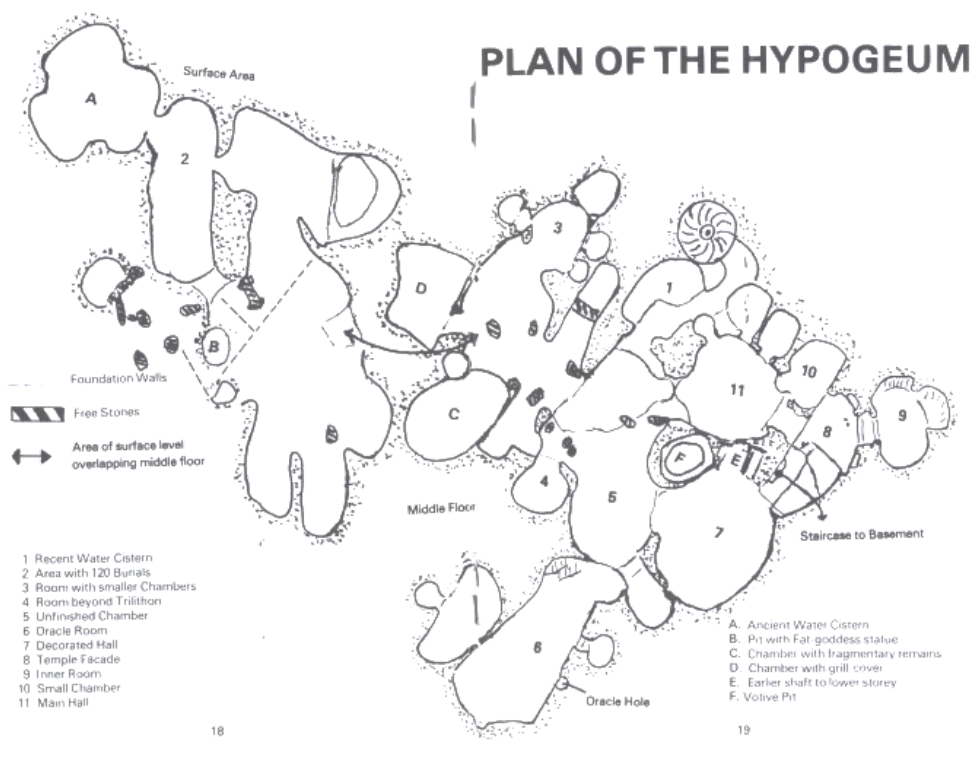 PLAN OF THE HYPOGEUM
Surface Area
A
2
3
1
D
B
Foundation Walls
Free Stones
Area of surface level
overlapping middle floor
C
11
10
9
8
F
E
4
5
7
Middle Floor
Staircase to Basement
6
Oracle Hole
1 Recent Water Cistern
2 Area with 120 Burials
3 Room with smaller Chambers
4 Room beyond Trilithon
5 Unfinished Chamber
6 Oracle Room
7 Decorated Hall
8 Temple Facade
9 Inner Room
10 Small Chamber
11 Main Hall
A. Ancient Water Cistern
B. Pit with Fat goddess statue
C. Chamber with fragmentary remains
D Chamber with grill cover
E. Earlier shaft to lower storey
F. Votive Pit
18
19